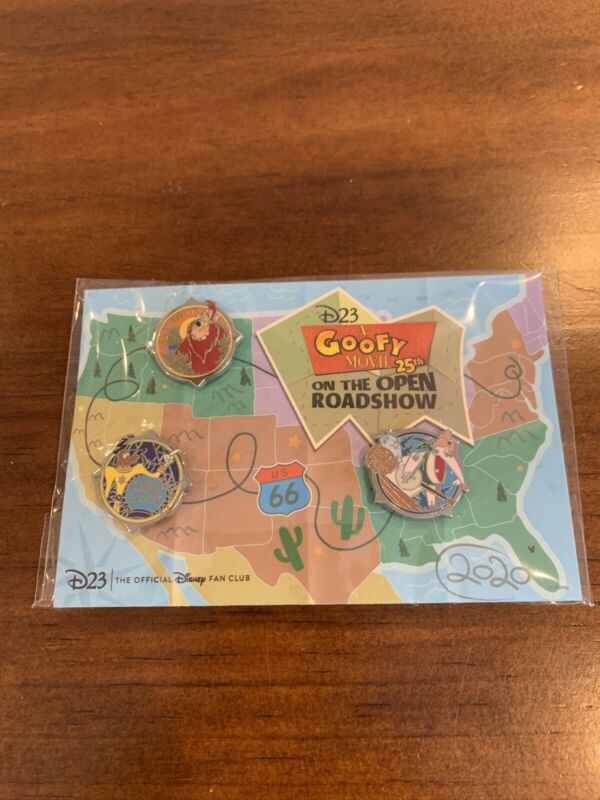 D23
A
GOOFY
MOVIE 25th
ON THE OPEN
ROADSHOW
US
66
D23 | THE OFFICIAL Disney FAN CLUB
2020